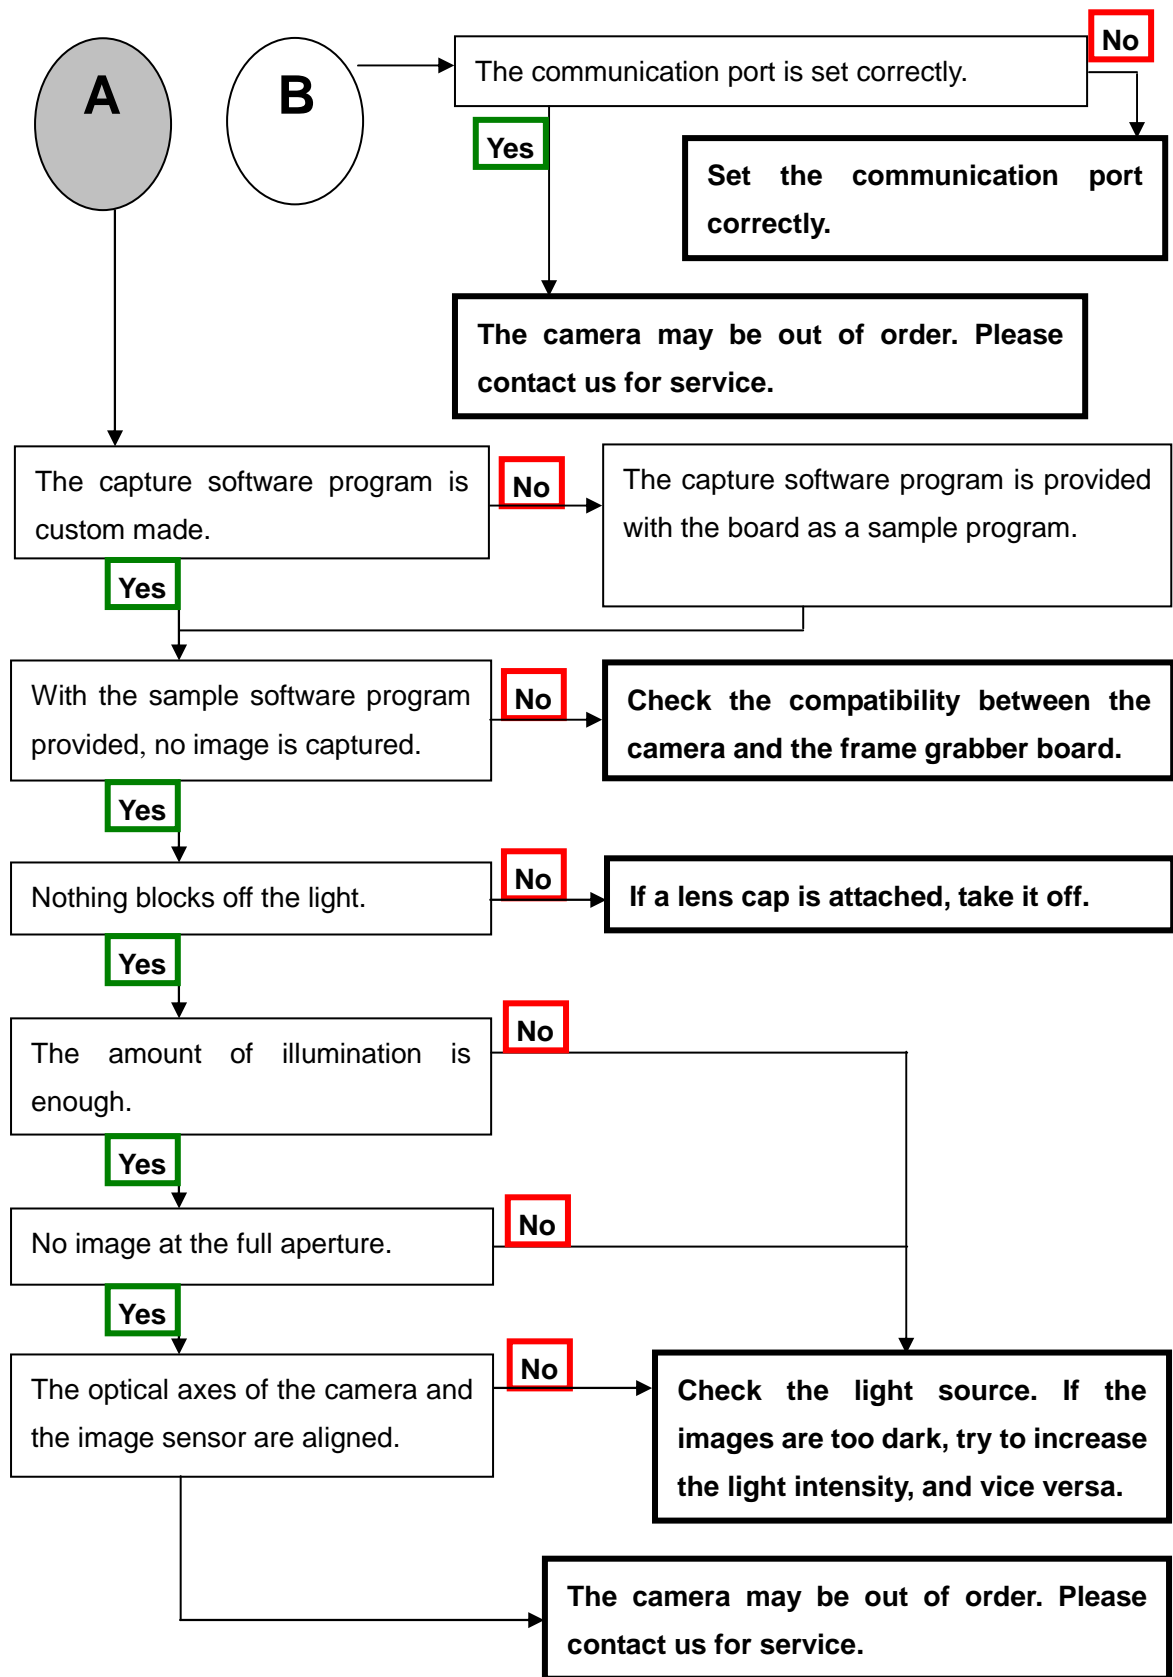 A
B
The communication port is set correctly.
No
Yes
Set the communication port
correctly.
The camera may be out of order. Please
contact us for service.
The capture software program is
custom made.
No
The capture software program is provided
with the board as a sample program.
Yes
With the sample software program
provided, no image is captured.
No
Check the compatibility between the
camera and the frame grabber board.
Yes
Nothing blocks off the light.
No
If a lens cap is attached, take it off.
Yes
The amount of illumination is
enough.
No
Yes
No image at the full aperture.
No
Yes
The optical axes of the camera and
the image sensor are aligned.
No
Check the light source. If the
images are too dark, try to increase
the light intensity, and vice versa.
The camera may be out of order. Please
contact us for service.